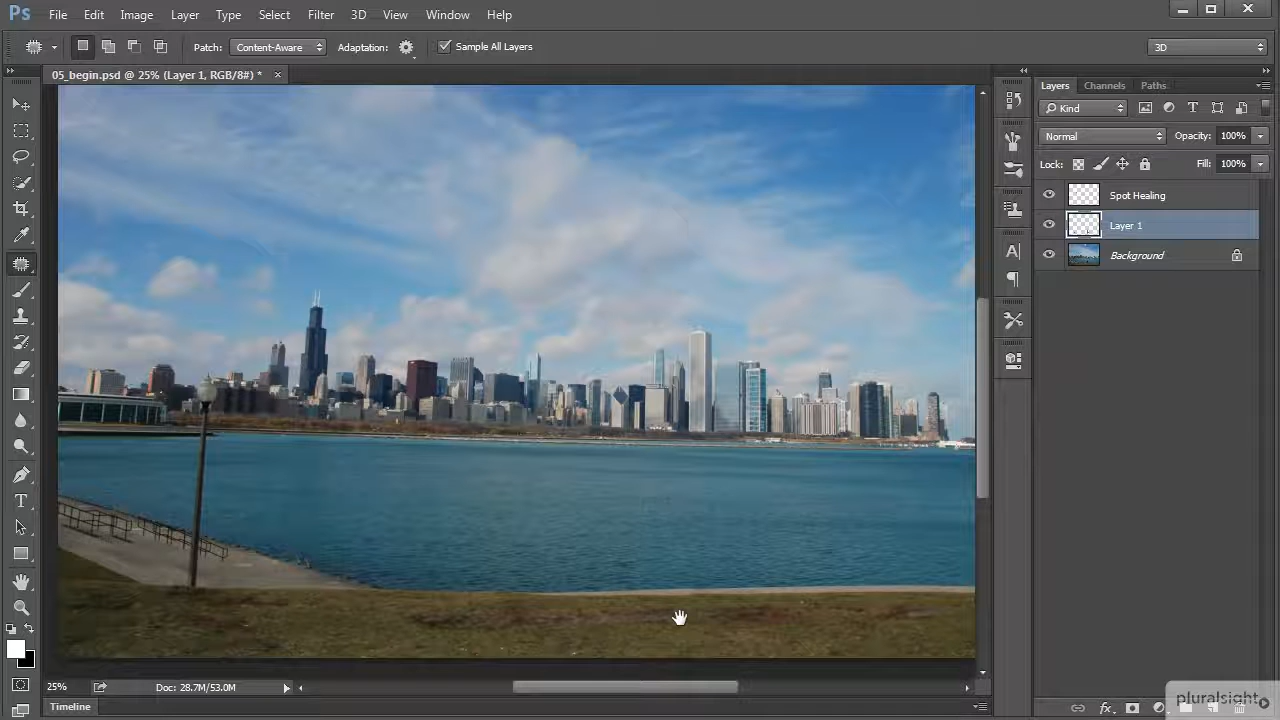 Ps File Edit Image Layer Type Select Filter 3D View Window Help
Patch: Content-Aware Adaptation: Sample All Layers 3D
05_begin.psd @ 25% (Layer 1, RGB/8#) * ×
Layers Channels Paths
Kind
Normal Opacity: 100%
Lock: Fill: 100%
Spot Healing
Layer 1
Background
25% Doc: 28.7M/53.0M
Timeline
pluralsight